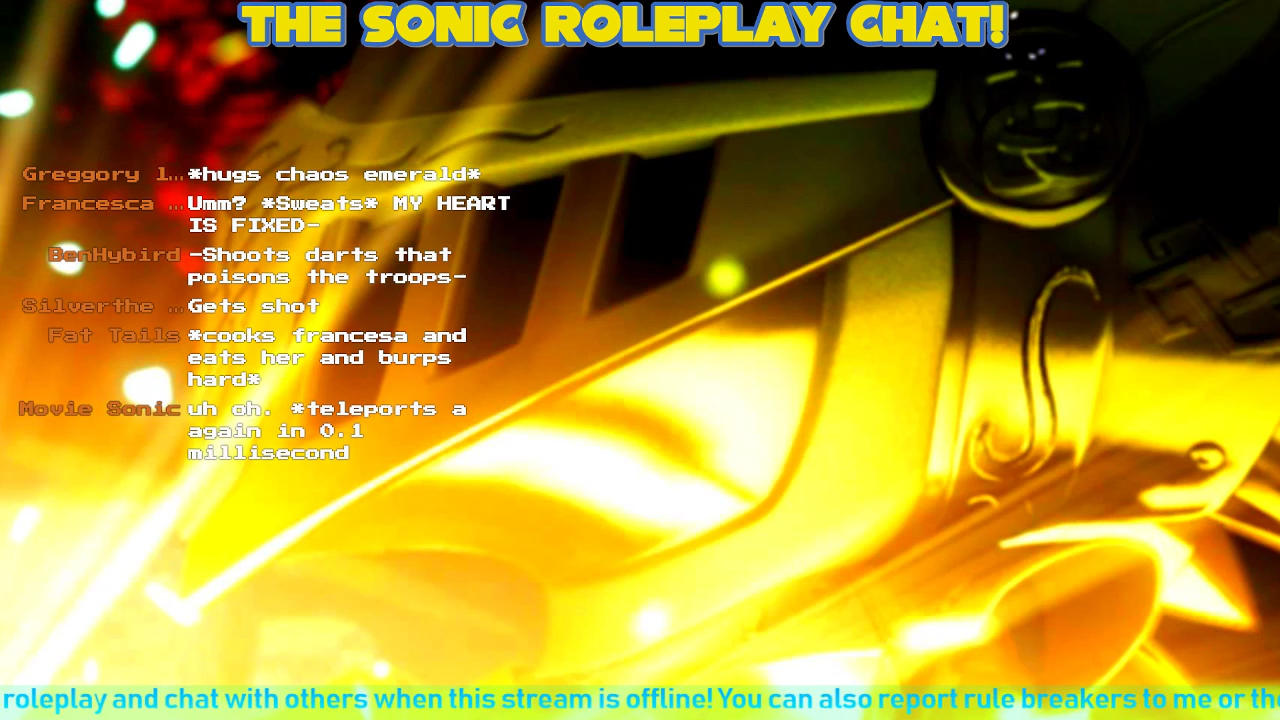 THE SONIC ROLEPLAY CHAT!
Greggory l… *hugs chaos emerald*
Francesca … Umm? *Sweats* MY HEART
IS FIXED-
BenHybird -Shoots darts that
poisons the troops-
Silverthe … Gets shot
Fat Tails *cooks francesa and
eats her and burps
hard*
Movie Sonic uh oh. *teleports a
again in 0.1
millisecond
roleplay and chat with others when this stream is offline! You can also report rule breakers to me or the